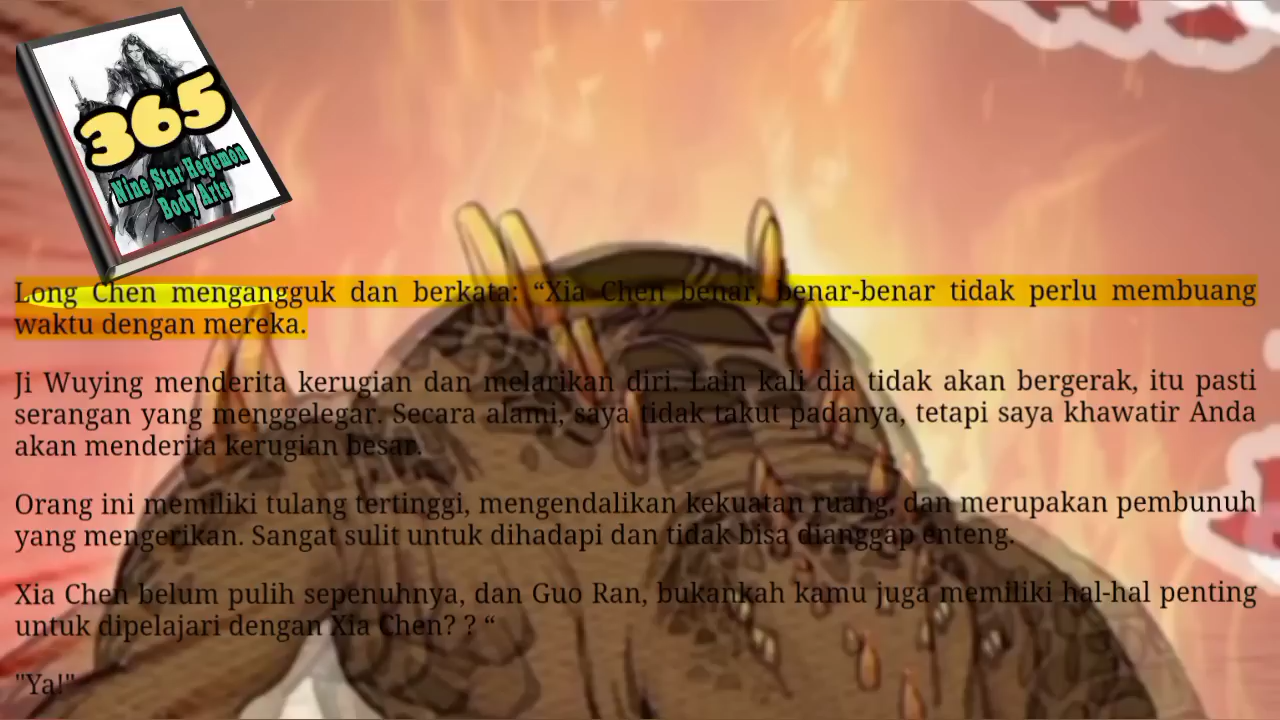 365
Nine Star Hegemon
Body Arts
Long Chen mengangguk dan berkata: “Xia Chen benar, benar-benar tidak perlu membuang
waktu dengan mereka.
Ji Wuying menderita kerugian dan melarikan diri. Lain kali dia tidak akan bergerak, itu pasti
serangan yang menggelegar. Secara alami, saya tidak takut padanya, tetapi saya khawatir Anda
akan menderita kerugian besar.
Orang ini memiliki tulang tertinggi, mengendalikan kekuatan ruang, dan merupakan pembunuh
yang mengerikan. Sangat sulit untuk dihadapi dan tidak bisa dianggap enteng.
Xia Chen belum pulih sepenuhnya, dan Guo Ran, bukankah kamu juga memiliki hal-hal penting
untuk dipelajari dengan Xia Chen? ? “
"Ya!"